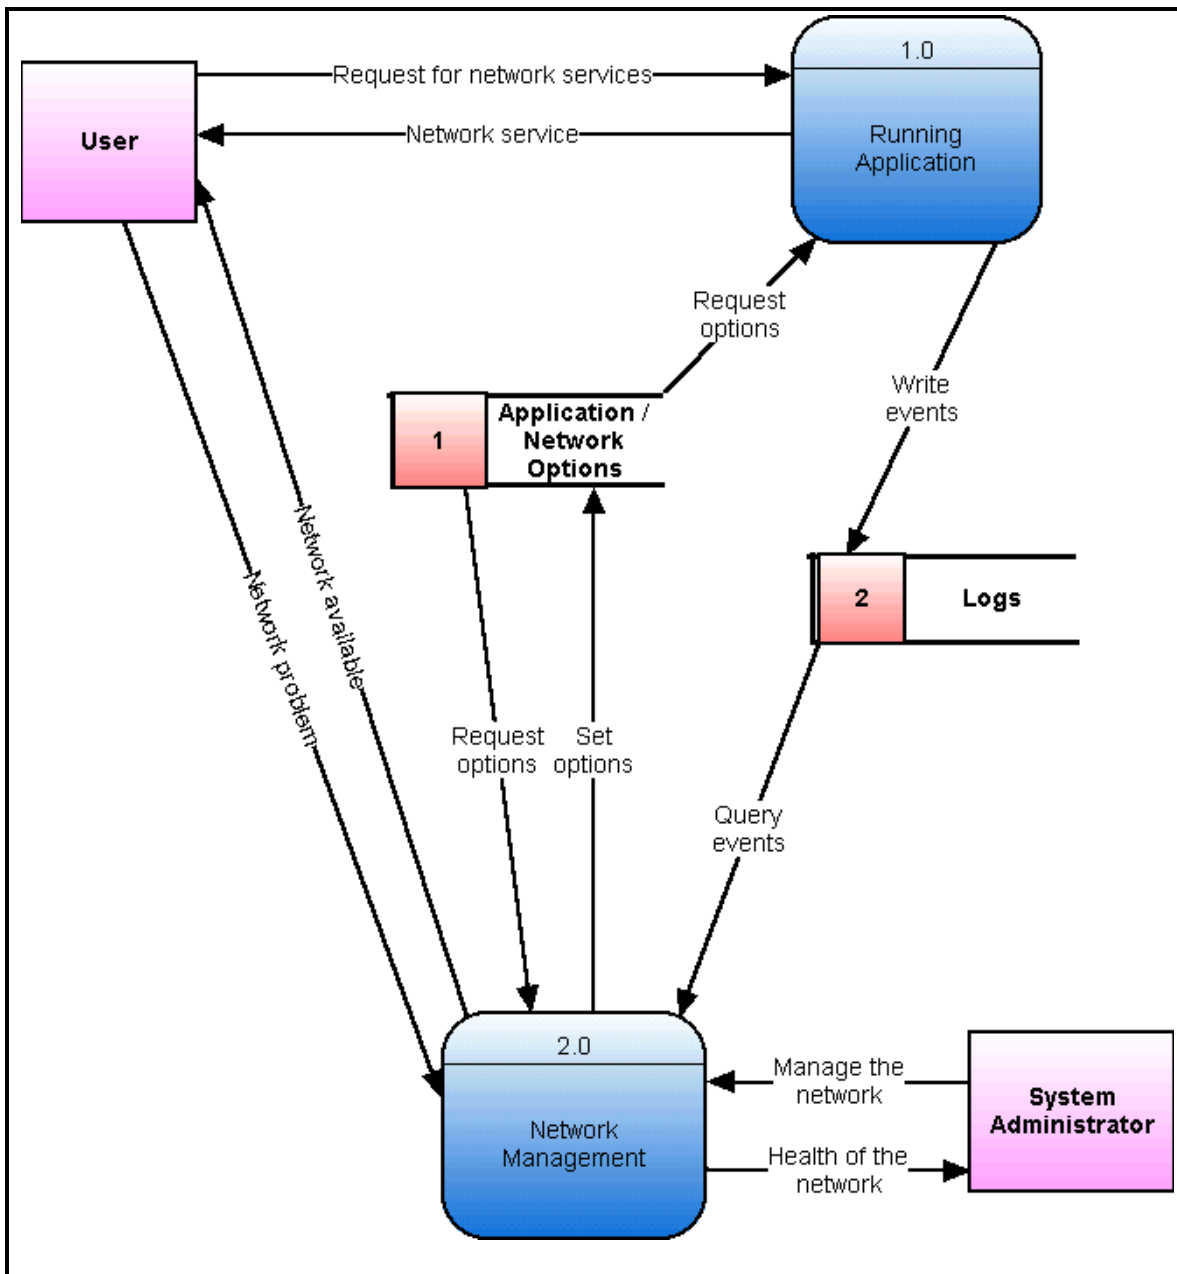 1.0
Request for network services
User
Network service
Running
Application
Request
options
Write
events
1
Application /
Network
Options
2
Logs
Network available
Network problem
Request
options
Set
options
Query
events
2.0
Network
Management
Manage the
network
System
Administrator
Health of the
network